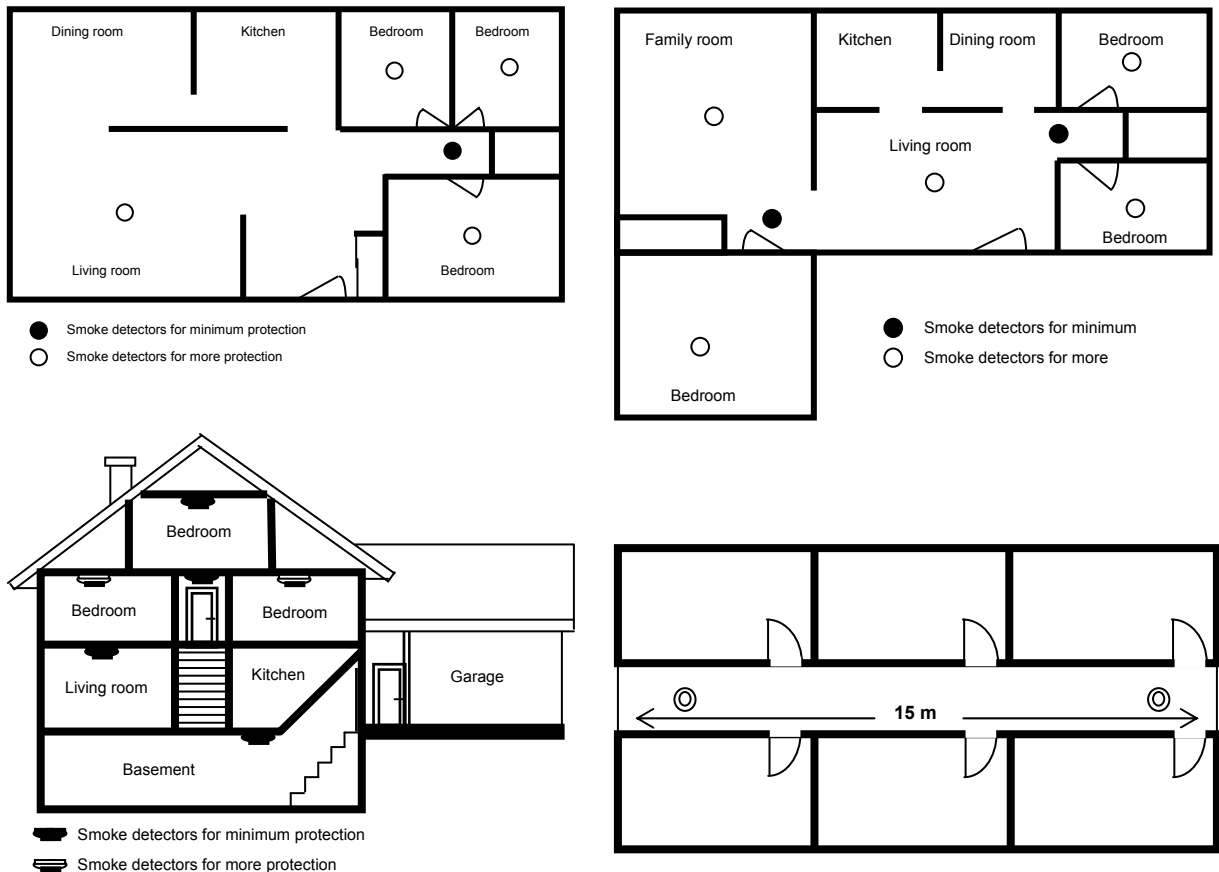 Dining room
Kitchen
Bedroom
Bedroom
Living room
Bedroom
Smoke detectors for minimum protection
Smoke detectors for more protection
Family room
Kitchen
Dining room
Bedroom
Living room
Bedroom
Bedroom
Smoke detectors for minimum
Smoke detectors for more
Bedroom
Bedroom
Bedroom
Living room
Kitchen
Garage
Basement
Smoke detectors for minimum protection
Smoke detectors for more protection
15 m